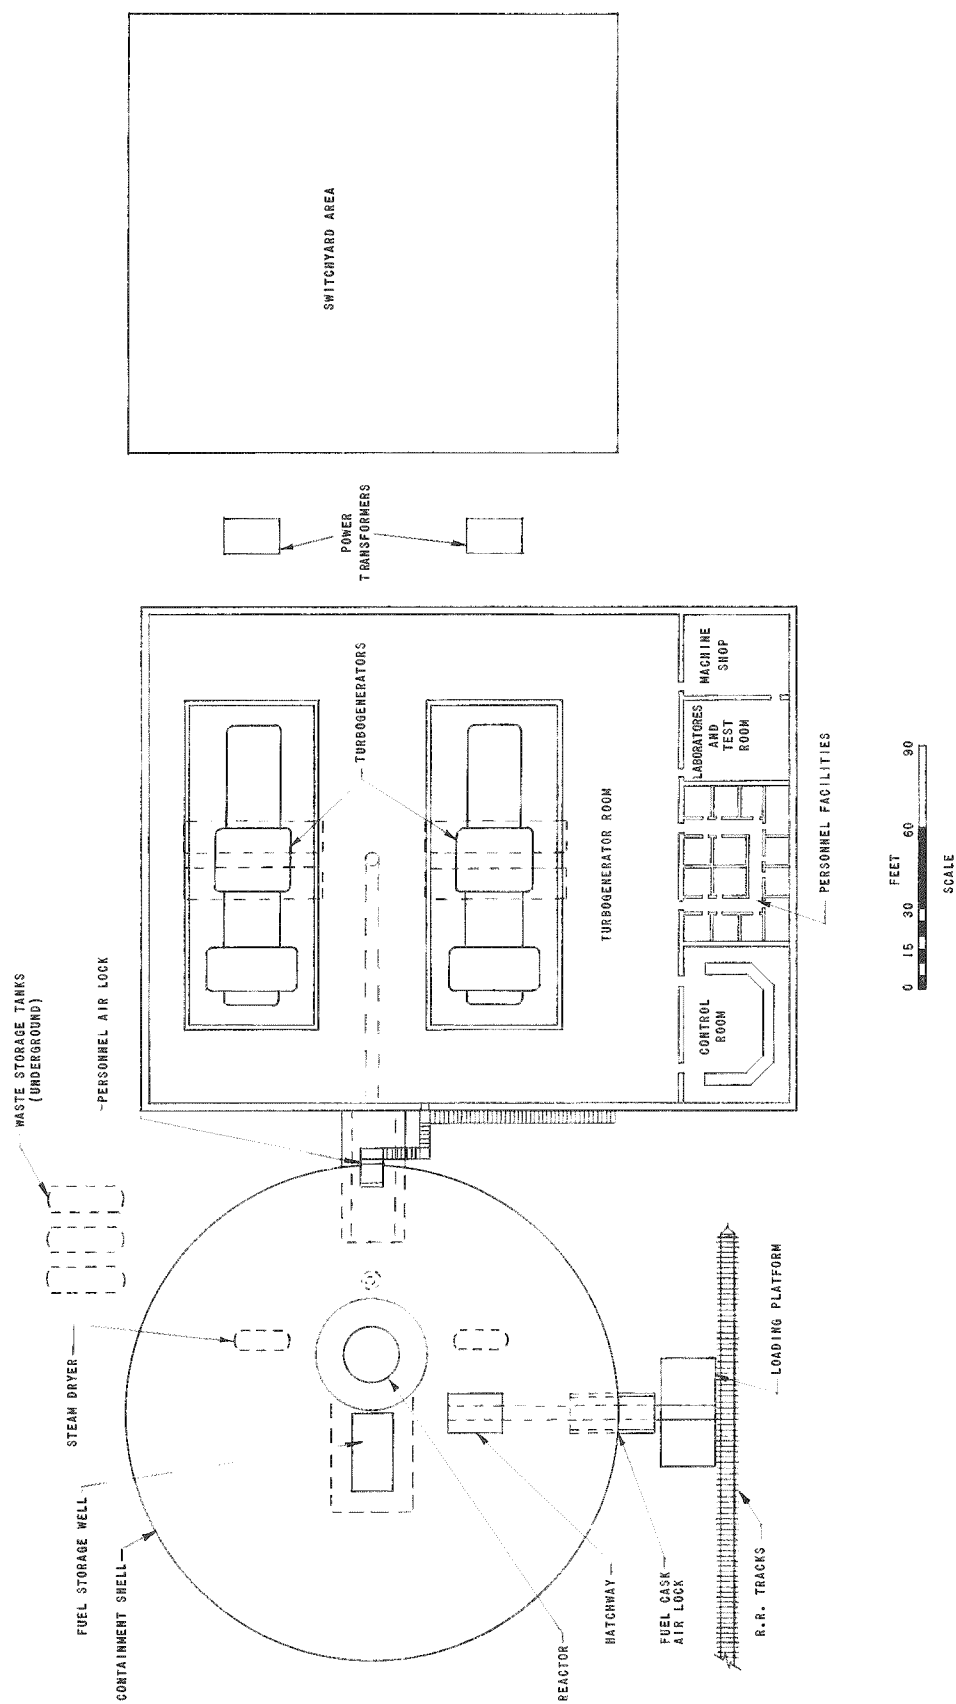 SWITCHYARD AREA
POWER
TRANSFORMERS
TURBOGENERATORS
MACHINE
SHOP
LABORATORES
AND
TEST
ROOM
PERSONNEL FACILITIES
TURBOGENERATOR ROOM
CONTROL
ROOM
0 15 30 60 90
FEET
SCALE
WASTE STORAGE TANKS
(UNDERGROUND)
PERSONNEL AIR LOCK
STEAM DRYER
FUEL STORAGE WELL
CONTAINMENT SHELL
REACTOR
HATCHWAY
FUEL CASK
AIR LOCK
LOADING PLATFORM
R.R. TRACKS